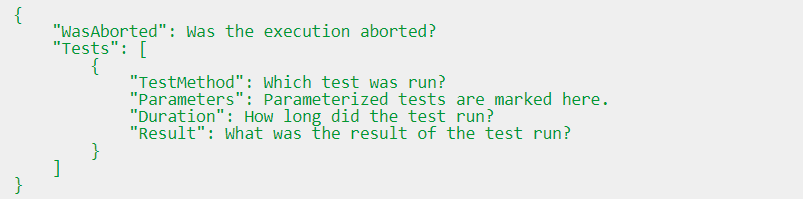 {
    "WasAborted": Was the execution aborted?
    "Tests": [
        {
            "TestMethod": Which test was run?
            "Parameters": Parameterized tests are marked here.
            "Duration": How long did the test run?
            "Result": What was the result of the test run?
        }
    ]
}